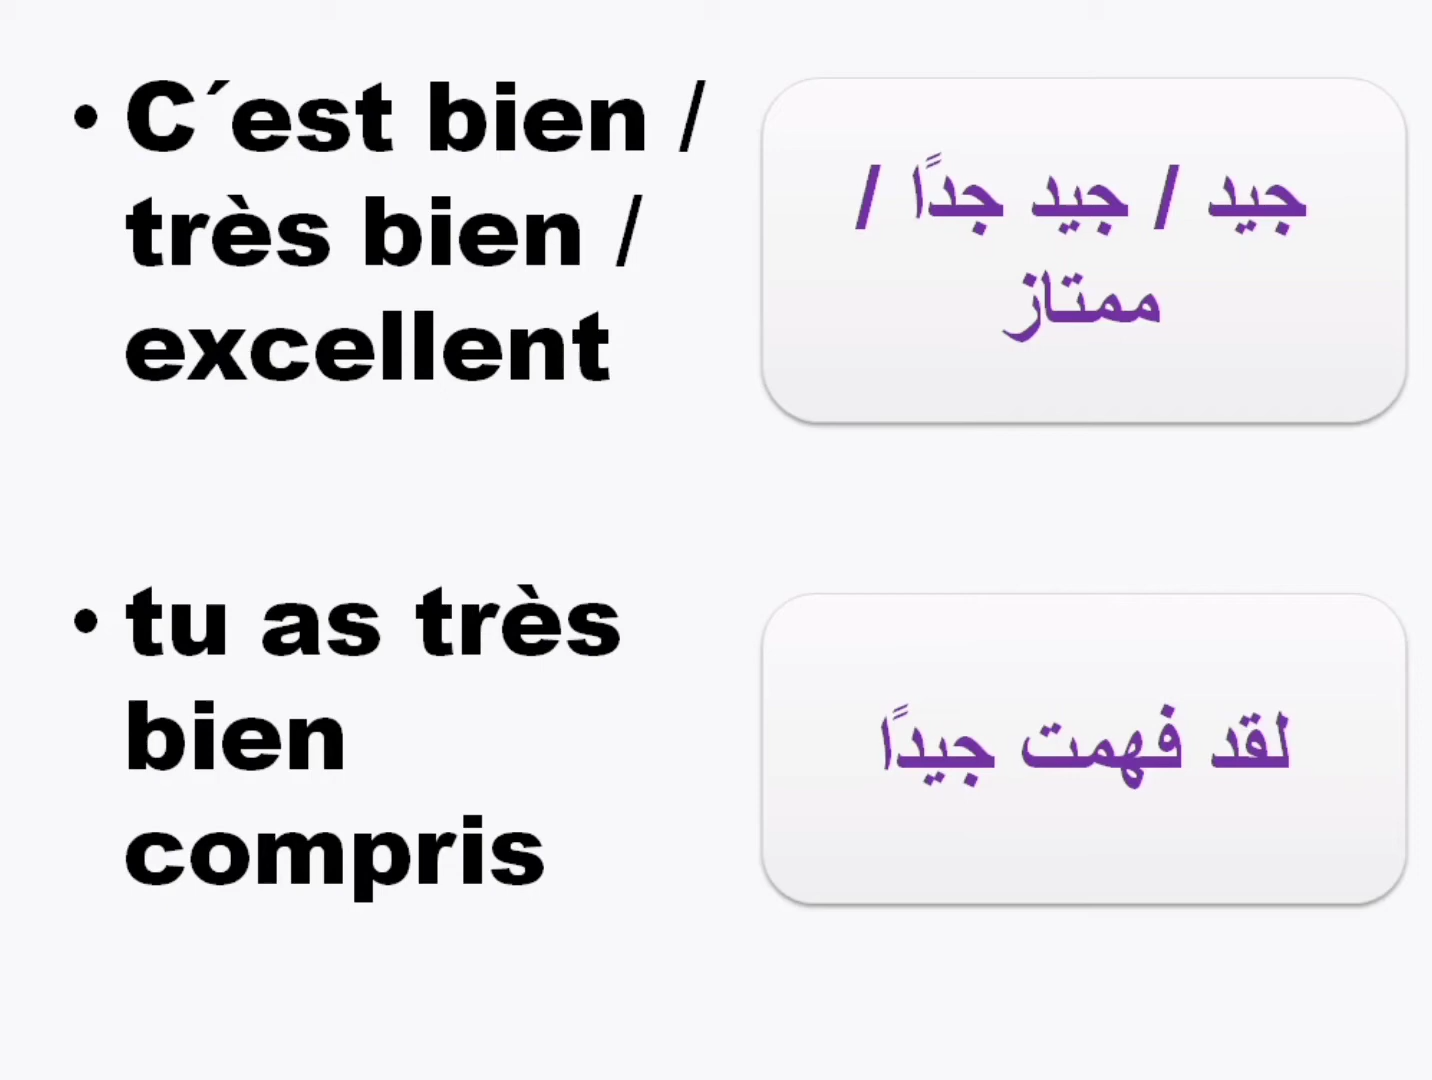 • C´est bien /
très bien /
excellent
جيد / جيد جدًا /
ممتاز
• tu as très
bien
compris
لقد فهمت جيدًا